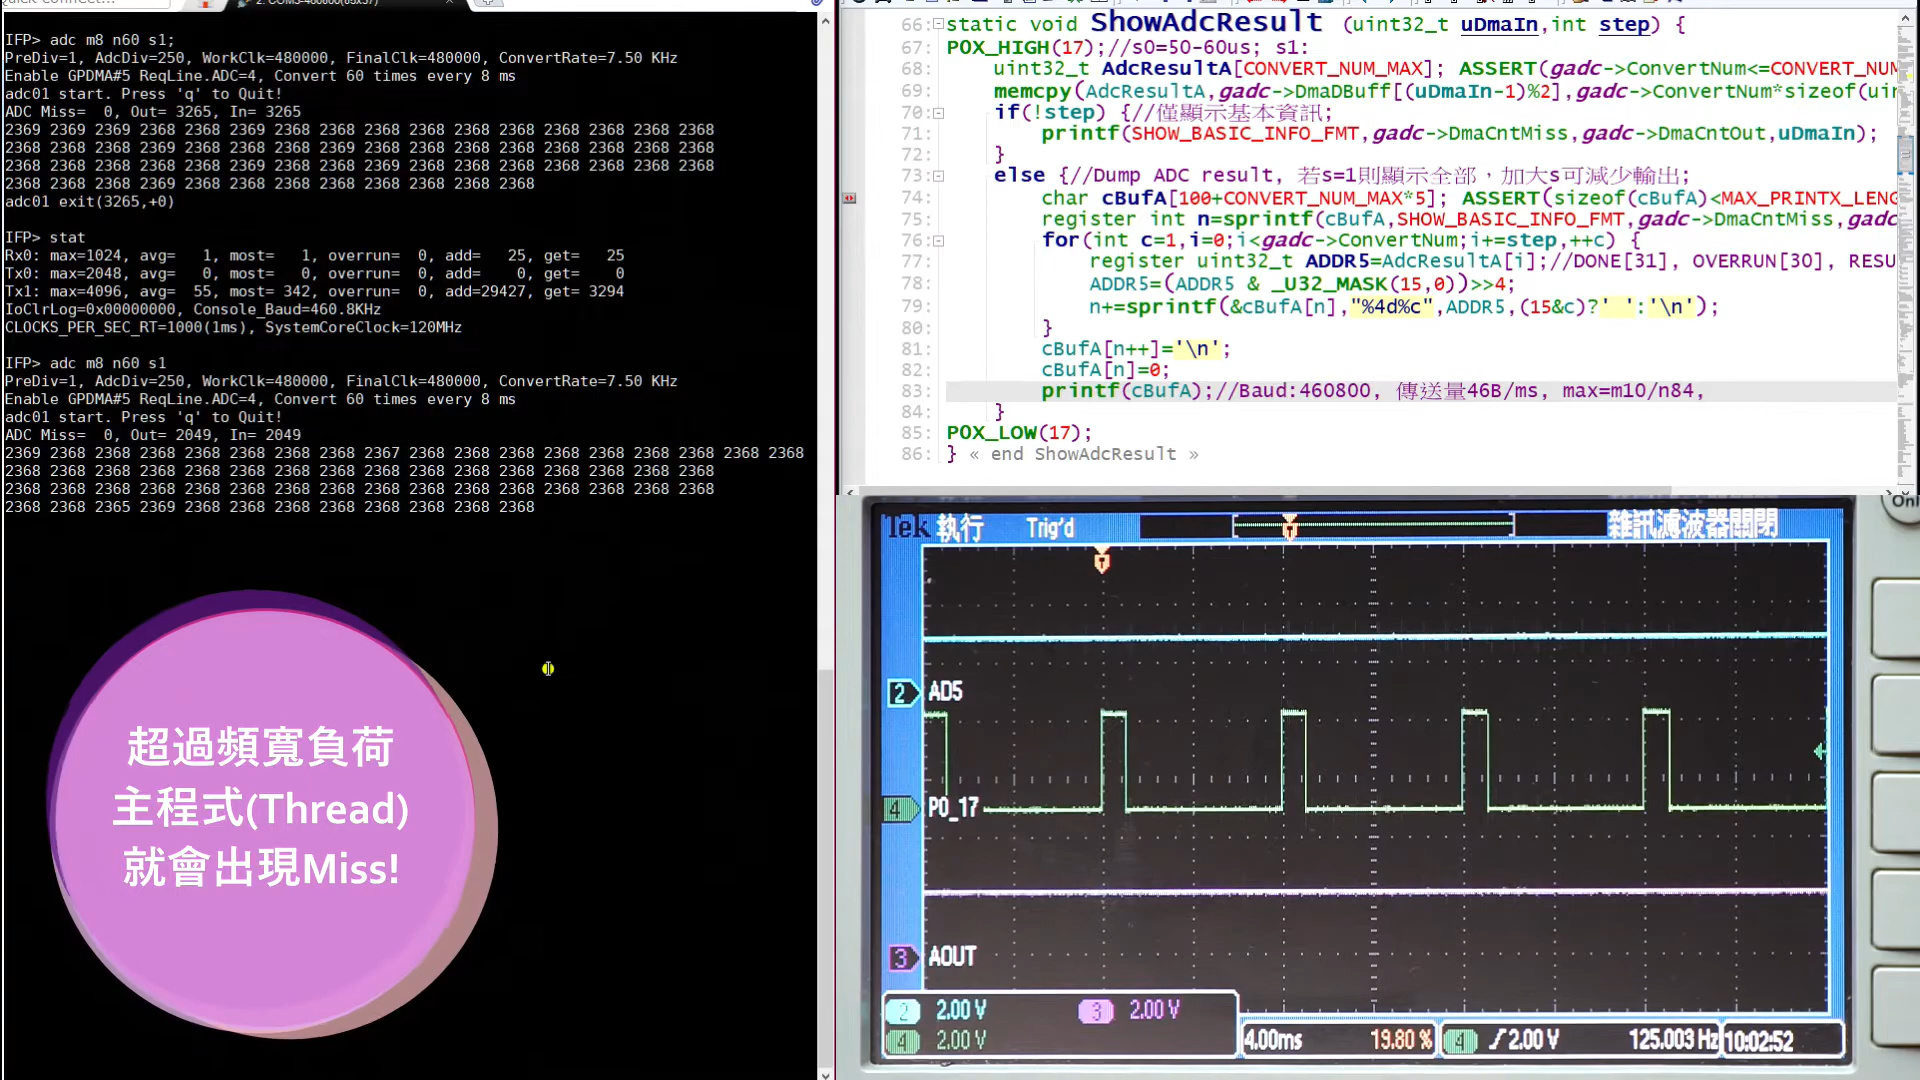 IFP> adc m8 n60 s1;
PreDiv=1, AdcDiv=250, WorkClk=480000, FinalClk=480000, ConvertRate=7.50 KHz
Enable GPDMA#5 ReqLine.ADC=4, Convert 60 times every 8 ms
adc01 start. Press 'q' to Quit!
ADC Miss=  0, Out= 3265, In= 3265
2369 2369 2369 2368 2368 2368 2368 2368 2368 2368 2368 2368 2368 2368 2368 2368
2368 2368 2368 2368 2369 2368 2368 2368 2369 2368 2368 2368 2368 2368 2368 2368
2368 2368 2368 2368 2368 2369 2368 2368 2369 2368 2368 2368 2368 2368 2368 2368
2368 2368 2368 2369 2368 2368 2368 2368 2368 2368 2368 2368
adc01 exit(3265,+0)
IFP> stat
Rx0: max=1024, avg=   1, most=   1, overrun=  0, add=   25, get=   25
Tx0: max=2048, avg=   0, most=   0, overrun=  0, add=    0, get=    0
Tx1: max=4096, avg=  55, most= 342, overrun=  0, add=29427, get= 3294
IoClrLog=0x00000000, Console_Baud=460.8KHz
CLOCKS_PER_SEC_RT=1000(1ms), SystemCoreClock=120MHz
IFP> adc m8 n60 s1
PreDiv=1, AdcDiv=250, WorkClk=480000, FinalClk=480000, ConvertRate=7.50 KHz
Enable GPDMA#5 ReqLine.ADC=4, Convert 60 times every 8 ms
adc01 start. Press 'q' to Quit!
ADC Miss=  0, Out= 2049, In= 2049
2369 2368 2368 2368 2368 2368 2368 2368 2367 2368 2368 2368 2368 2368 2368 2368 2368 2368
2368 2368 2368 2368 2368 2368 2368 2368 2368 2368 2368 2368 2368 2368 2368 2368
2368 2368 2368 2368 2368 2368 2368 2368 2368 2368 2368 2368 2368 2368 2368 2368
2368 2368 2365 2369 2368 2368 2368 2368 2368 2368 2368 2368
超過頻寬負荷
主程式(Thread)
就會出現Miss!
66: static void ShowAdcResult (uint32_t uDmaIn,int step) {
67: POX_HIGH(17);//s0=50-60us; s1:
68: uint32_t AdcResultA[CONVERT_NUM_MAX]; ASSERT(gadc->ConvertNum<=CONVERT_NUM
69: memcpy(AdcResultA,gadc->DmaDBuff[(uDmaIn-1)%2],gadc->ConvertNum*sizeof(uin
70: if(!step) {//僅顯示基本資訊;
71: printf(SHOW_BASIC_INFO_FMT,gadc->DmaCntMiss,gadc->DmaCntOut,uDmaIn);
72: }
73: else {//Dump ADC result, 若s=1則顯示全部，加大s可減少輸出;
74: char cBufA[100+CONVERT_NUM_MAX*5]; ASSERT(sizeof(cBufA)<MAX_PRINTX_LENG
75: register int n=sprintf(cBufA,SHOW_BASIC_INFO_FMT,gadc->DmaCntMiss,gadc
76: for(int c=1,i=0;i<gadc->ConvertNum;i+=step,++c) {
77: register uint32_t ADDR5=AdcResultA[i];//DONE[31], OVERRUN[30], RESU
78: ADDR5=(ADDR5 & _U32_MASK(15,0))>>4;
79: n+=sprintf(&cBufA[n],"%4d%c",ADDR5,(15&c)?' ':'\n');
80: }
81: cBufA[n++]='\n';
82: cBufA[n]=0;
83: printf(cBufA);//Baud:460800, 傳送量46B/ms, max=m10/n84,
84: }
85: POX_LOW(17);
86: } « end ShowAdcResult »
Tek 執行 Trig'd 雜訊濾波器關閉
2 AD5
4 P0_17
3 AOUT
2 2.00 V 3 2.00 V
4 2.00 V 4.00ms 19.80 % 4 2.00 V 125.003 Hz 10:02:52